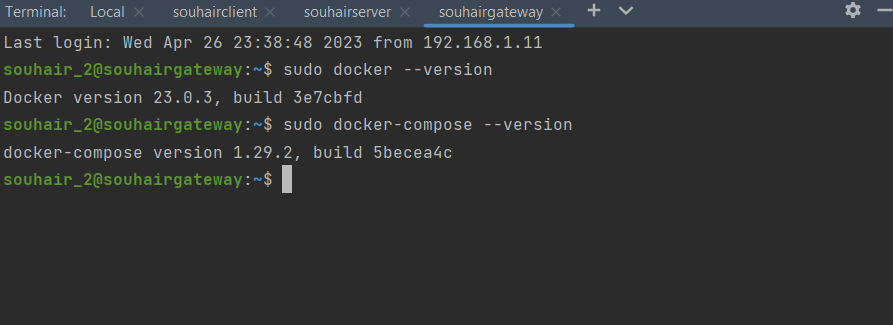 Terminal: Local souhairclient souhairserver souhairgateway
Last login: Wed Apr 26 23:38:48 2023 from 192.168.1.11
souhair_2@souhairgateway:~$ sudo docker --version
Docker version 23.0.3, build 3e7cbfd
souhair_2@souhairgateway:~$ sudo docker-compose --version
docker-compose version 1.29.2, build 5becea4c
souhair_2@souhairgateway:~$